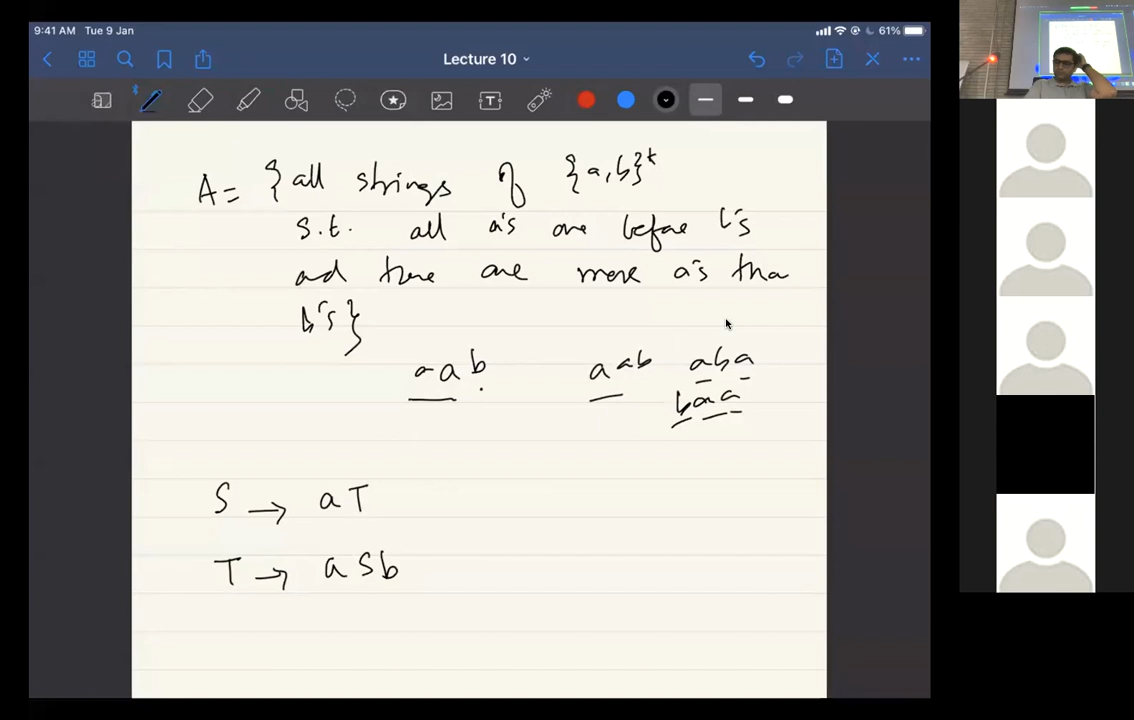 9:41 AM Tue 9 Jan
61%
Lecture 10
A = {all strings of {a,b}*
s.t. all a's are before b's
and there are more a's than
b's}
aab aab aba
baa
S → aT
T → aSb